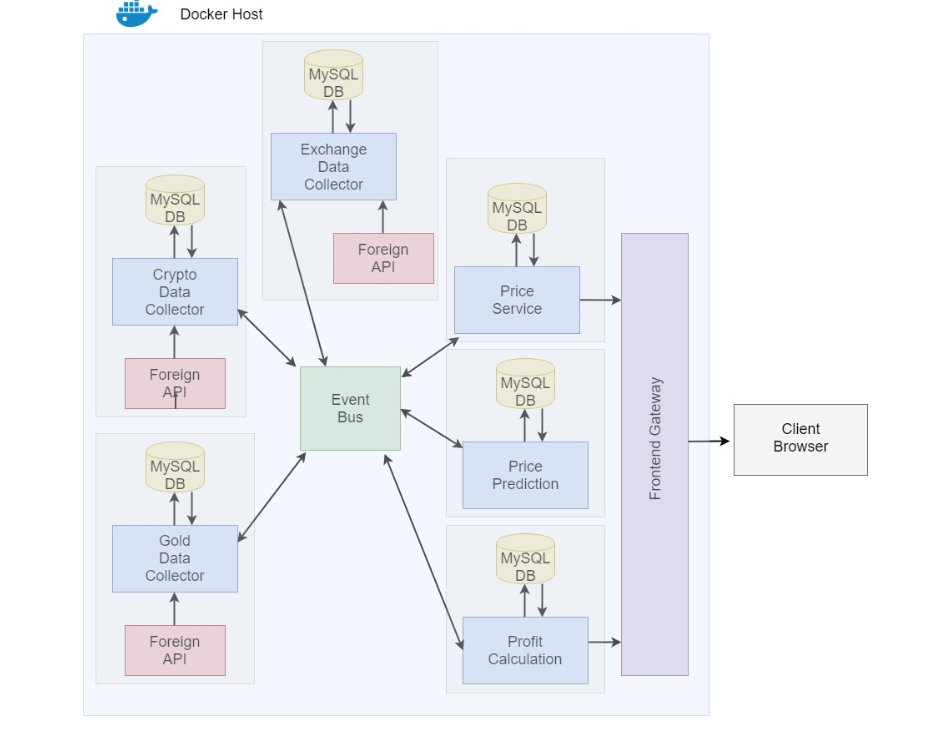 Docker Host
MySQL
DB
Exchange
Data
Collector
Foreign
API
MySQL
DB
Crypto
Data
Collector
Foreign
API
MySQL
DB
Gold
Data
Collector
Foreign
API
Event
Bus
MySQL
DB
Price
Service
MySQL
DB
Price
Prediction
MySQL
DB
Profit
Calculation
Frontend Gateway
Client
Browser